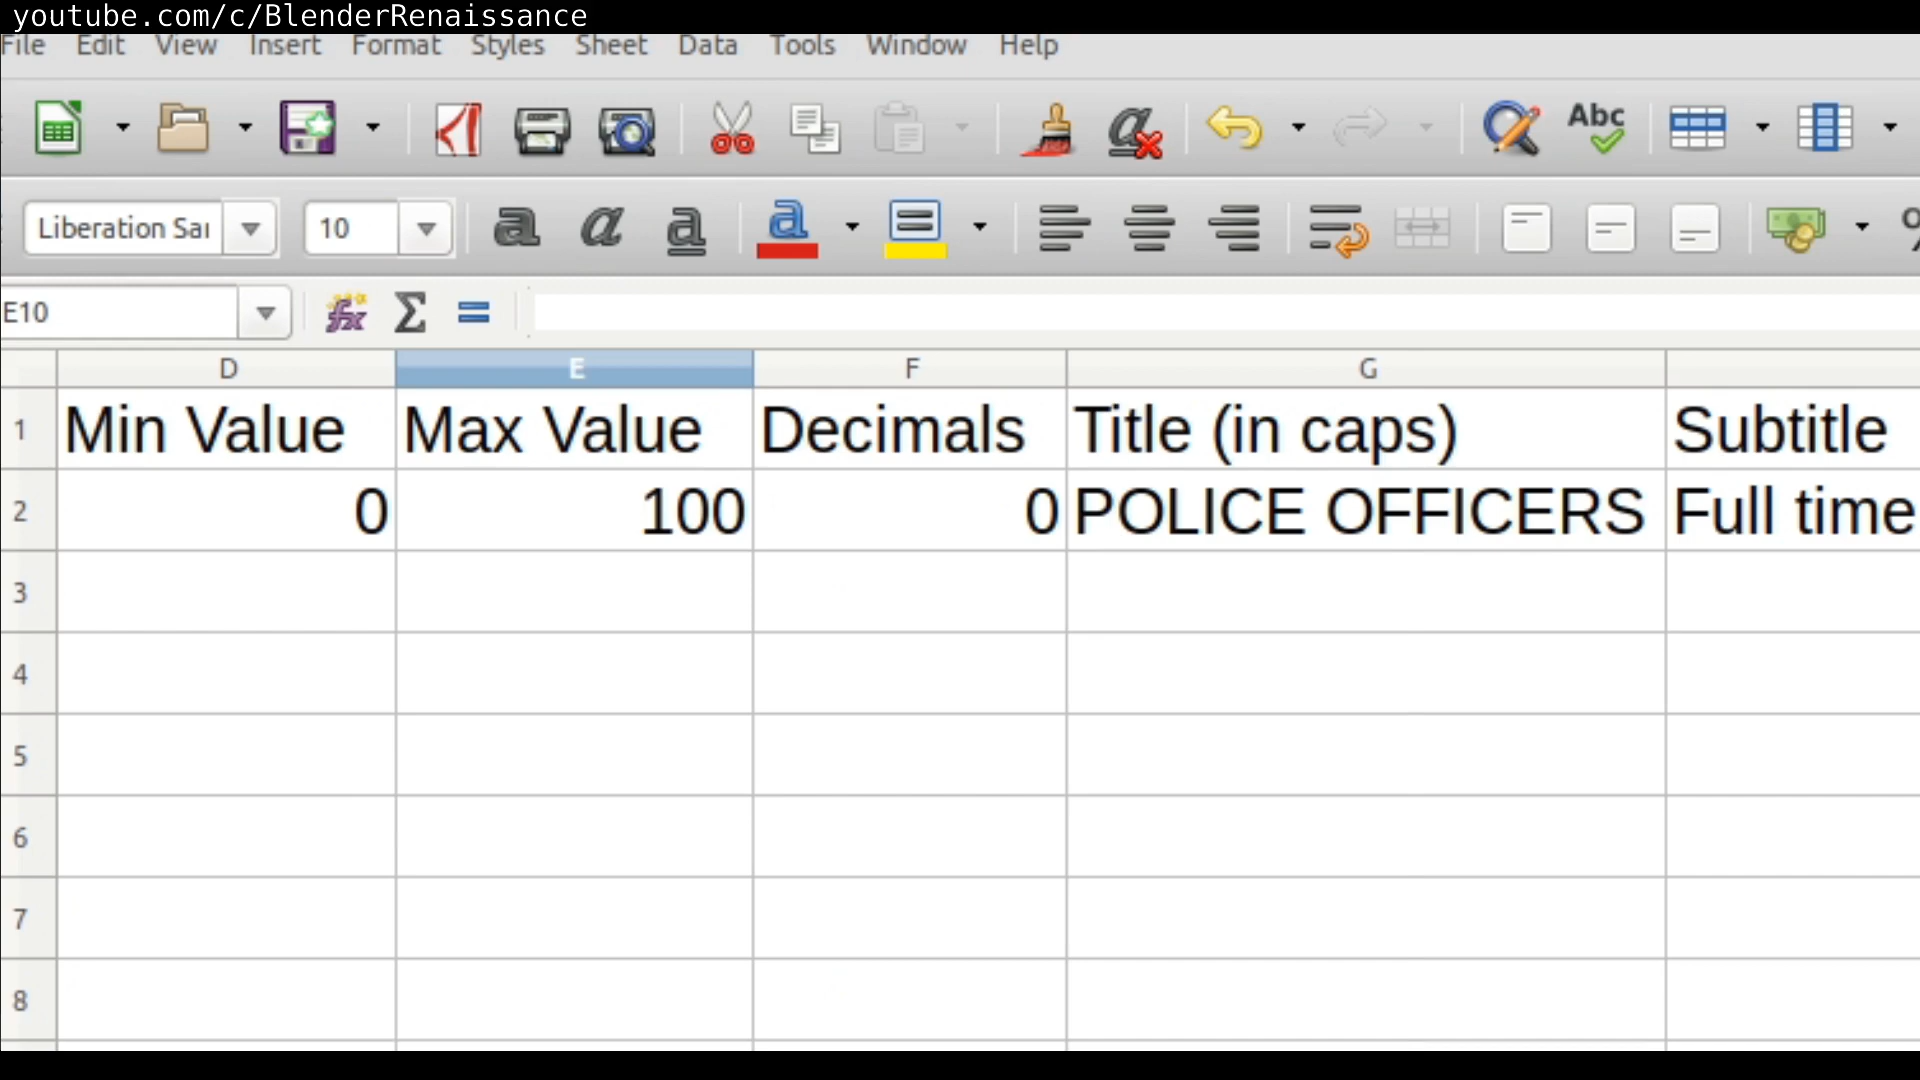 youtube.com/c/BlenderRenaissance
File Edit View Insert Format Styles Sheet Data Tools Window Help
Abc
Liberation 10 a a a a
E10 fx Σ =
D E F G
1 Min Value Max Value Decimals Title (in caps) Subtitle
2 0 100 0 POLICE OFFICERS Full time
3
4
5
6
7
8